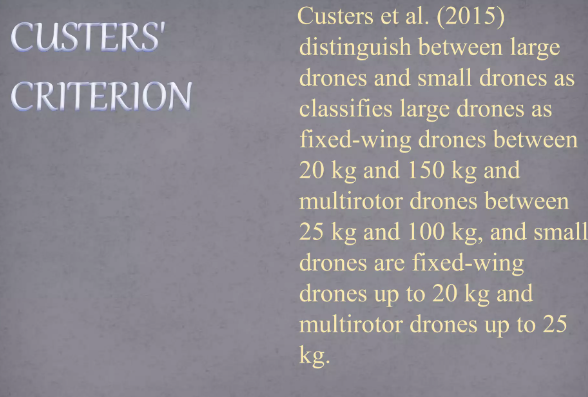 CUSTERS'
CRITERION
Custers et al. (2015)
distinguish between large
drones and small drones as
classifies large drones as
fixed-wing drones between
20 kg and 150 kg and
multirotor drones between
25 kg and 100 kg, and small
drones are fixed-wing
drones up to 20 kg and
multirotor drones up to 25
kg.